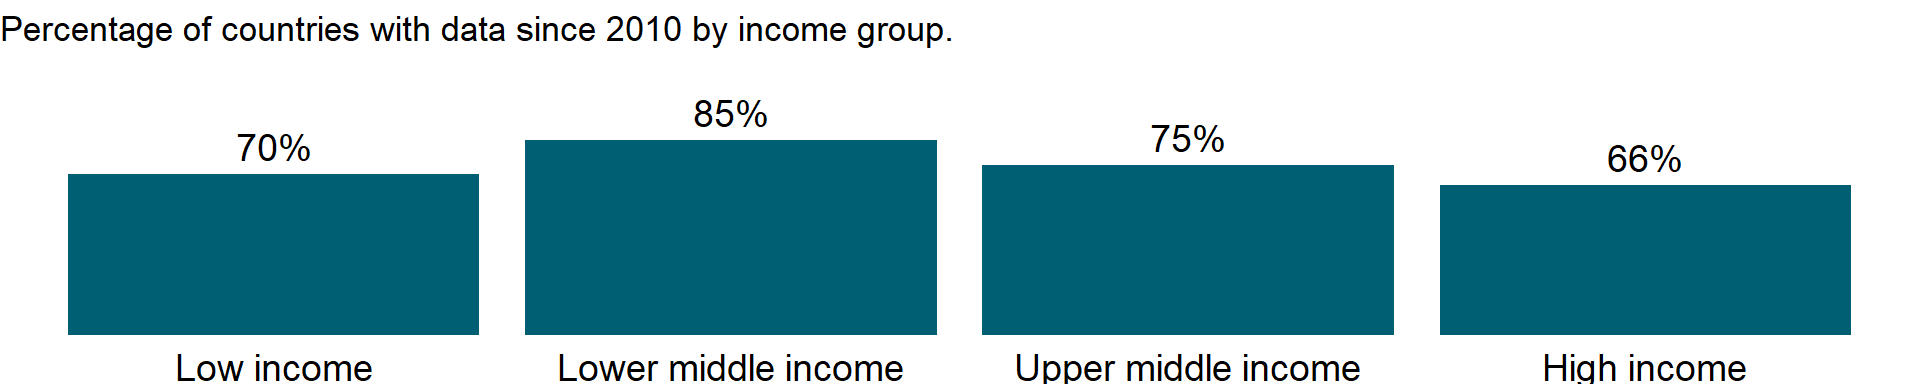 Percentage of countries with data since 2010 by income group.
70%
85%
75%
66%
Low income
Lower middle income
Upper middle income
High income